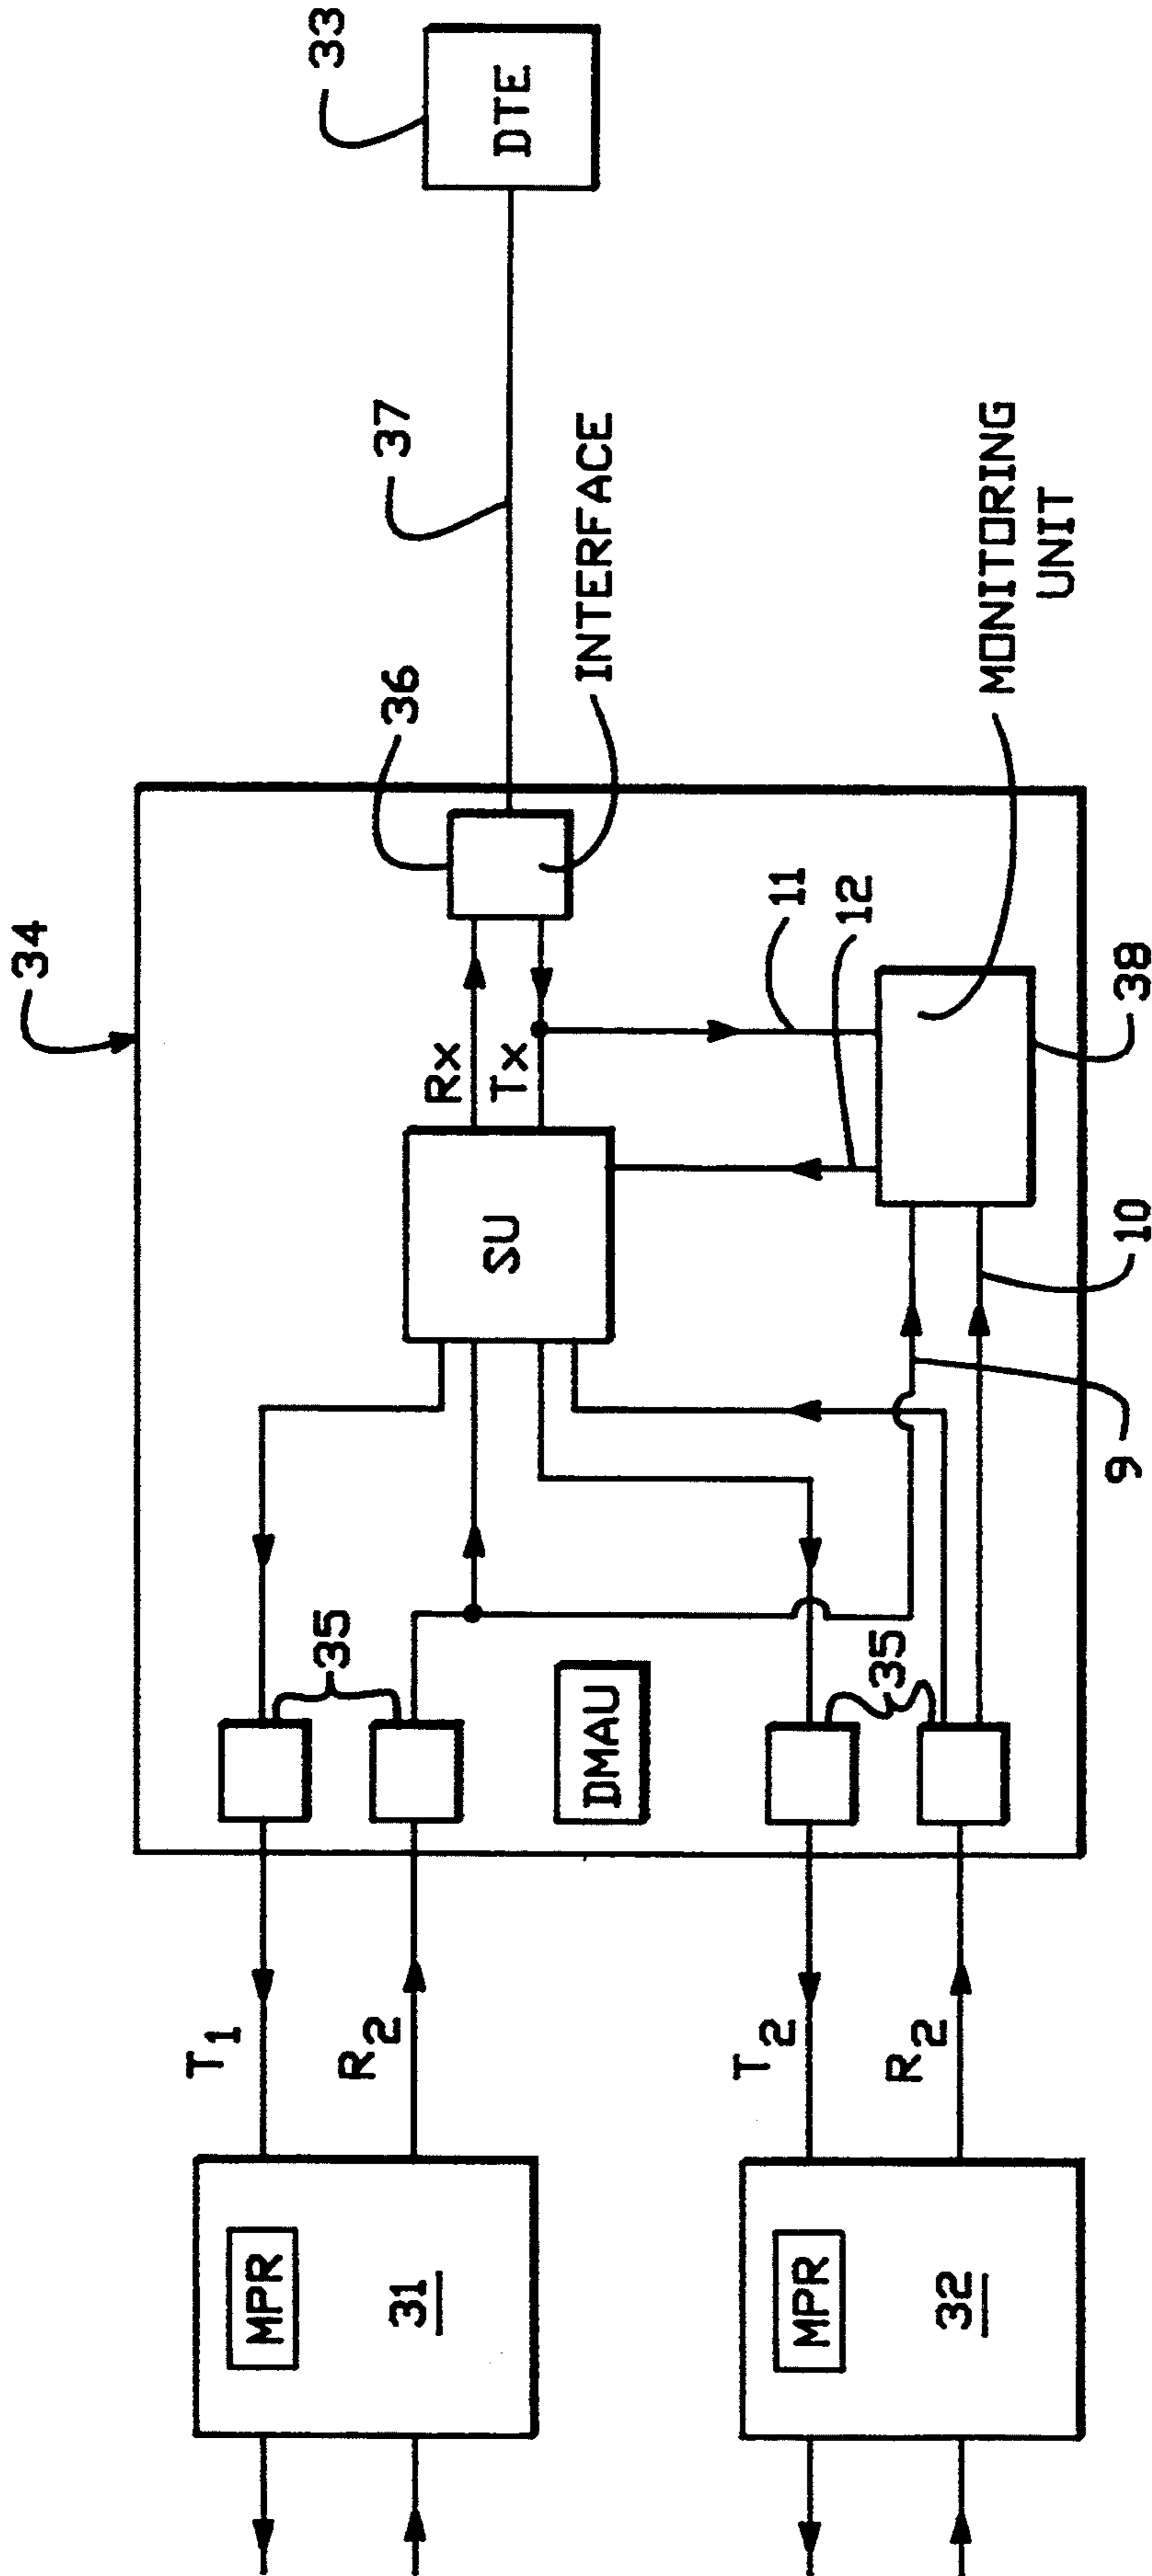 34
33
DTE
37
36
INTERFACE
MONITORING
UNIT
Rx
Tx
SU
11
12
38
10
9
35
35
DMAU
T1
R2
T2
R2
MPR
31
MPR
32